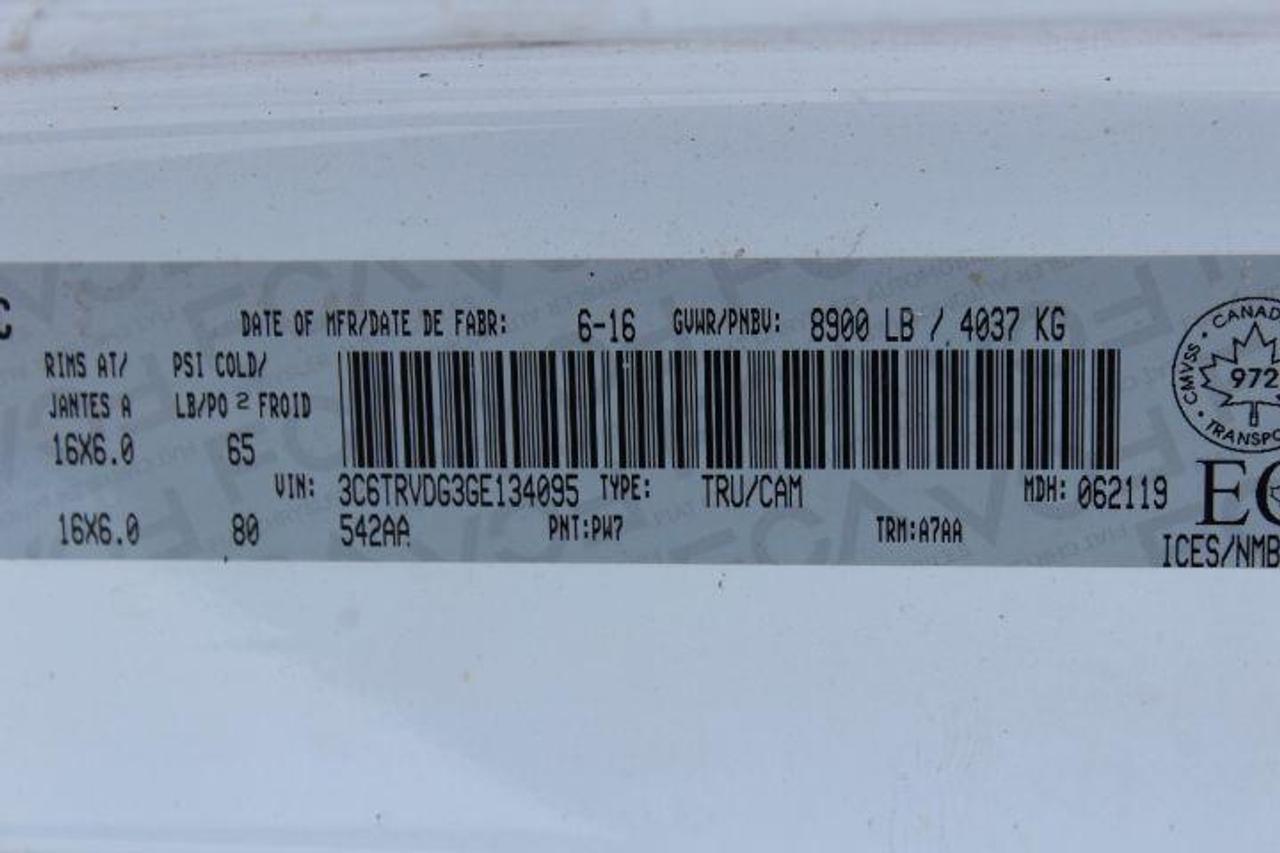 C
DATE OF MFR/DATE DE FABR: 6-16 GVWR/PNBV: 8900 LB / 4037 KG
RIMS AT/ PSI COLD/
JANTES A LB/PO 2 FROID
16X6.0 65
VIN: 3C6TRVDG3GE134095 TYPE: TRU/CAM MDH: 062119
16X6.0 80 542AA PNT:PW7 TRM:A7AA
CANAD
CMVSS
972
TRANSPO
EC
ICES/NMB